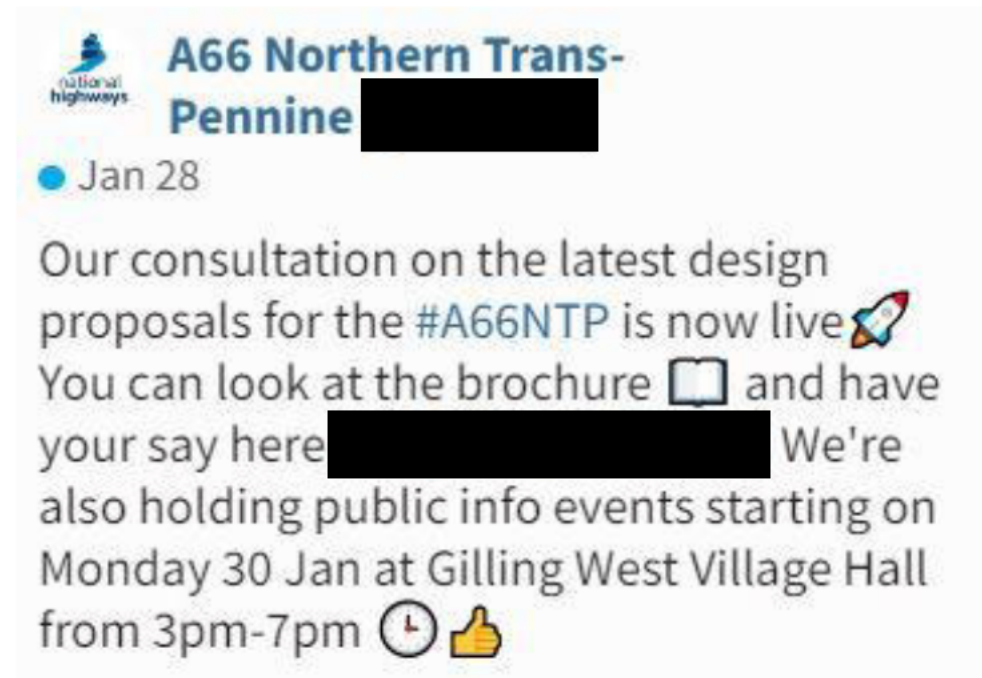 national
highways
A66 Northern Trans-
Pennine
Jan 28
Our consultation on the latest design
proposals for the #A66NTP is now live🚀
You can look at the brochure 📖 and have
your say here We're
also holding public info events starting on
Monday 30 Jan at Gilling West Village Hall
from 3pm-7pm 🕒👍